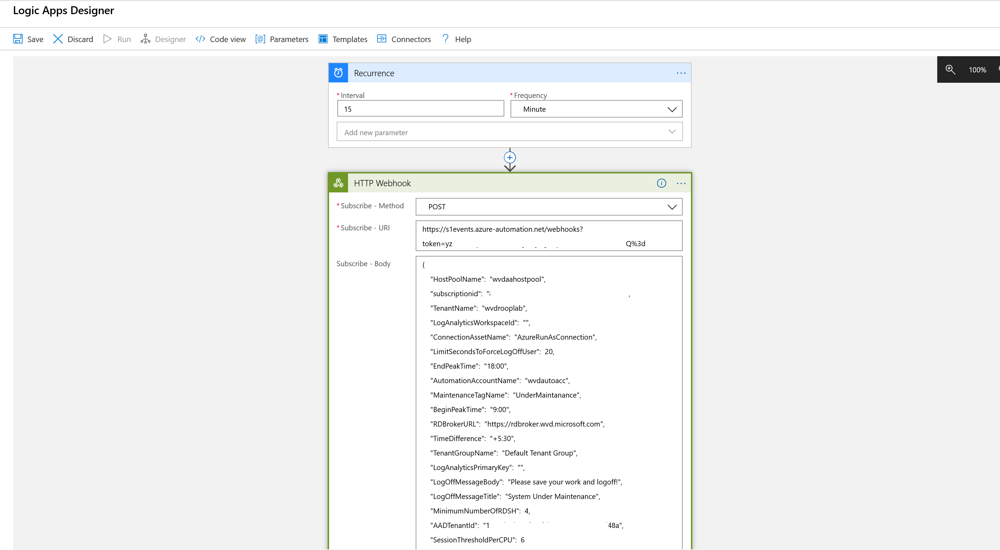 Logic Apps Designer
Save Discard Run Designer </> Code view [@] Parameters Templates Connectors ? Help
100%
Recurrence ...
* Interval * Frequency
15 Minute
Add new parameter
HTTP Webhook ...
* Subscribe - Method POST
* Subscribe - URI https://s1events.azure-automation.net/webhooks?
token=yz Q%3d
Subscribe - Body {
"HostPoolName": "wvdaahostpool",
"subscriptionid": " ,
"TenantName": "wvdrooplab",
"LogAnalyticsWorkspaceId": "",
"ConnectionAssetName": "AzureRunAsConnection",
"LimitSecondsToForceLogOffUser": 20,
"EndPeakTime": "18:00",
"AutomationAccountName": "wvdautoacc",
"MaintenanceTagName": "UnderMaintanance",
"BeginPeakTime": "9:00",
"RDBrokerURL": "https://rdbroker.wvd.microsoft.com",
"TimeDifference": "+5:30",
"TenantGroupName": "Default Tenant Group",
"LogAnalyticsPrimaryKey": "",
"LogOffMessageBody": "Please save your work and logoff!",
"LogOffMessageTitle": "System Under Maintenance",
"MinimumNumberOfRDSH": 4,
"AADTenantId": "1 48a",
"SessionThresholdPerCPU": 6